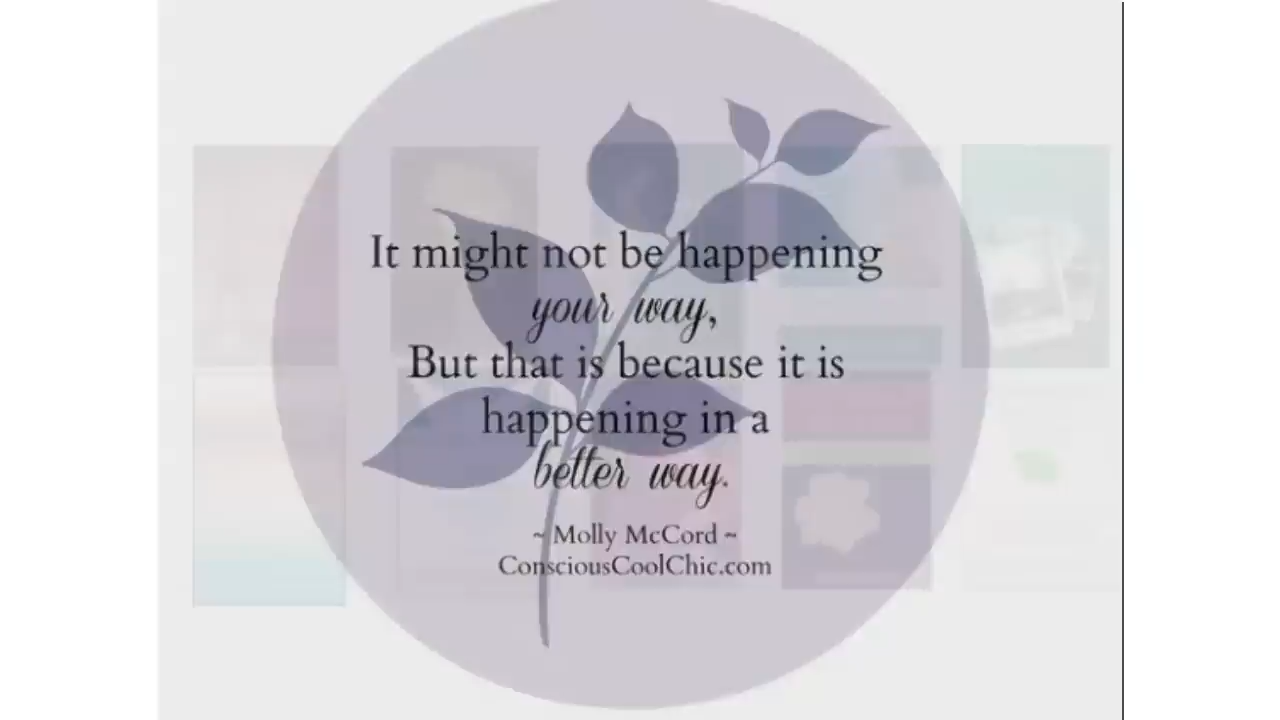 It might not be happening
your way,
But that is because it is
happening in a
better way.
~ Molly McCord ~
ConsciousCoolChic.com